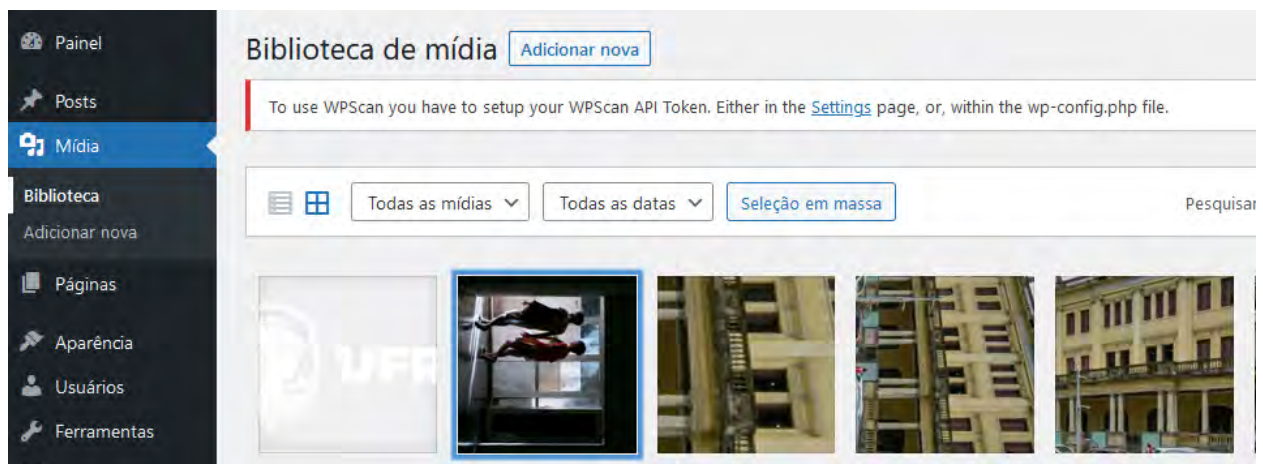 Painel
Posts
Mídia
Biblioteca
Adicionar nova
Páginas
Aparência
Usuários
Ferramentas
Biblioteca de mídia Adicionar nova
To use WPScan you have to setup your WPScan API Token. Either in the Settings page, or, within the wp-config.php file.
Todas as mídias Todas as datas Seleção em massa Pesquisar